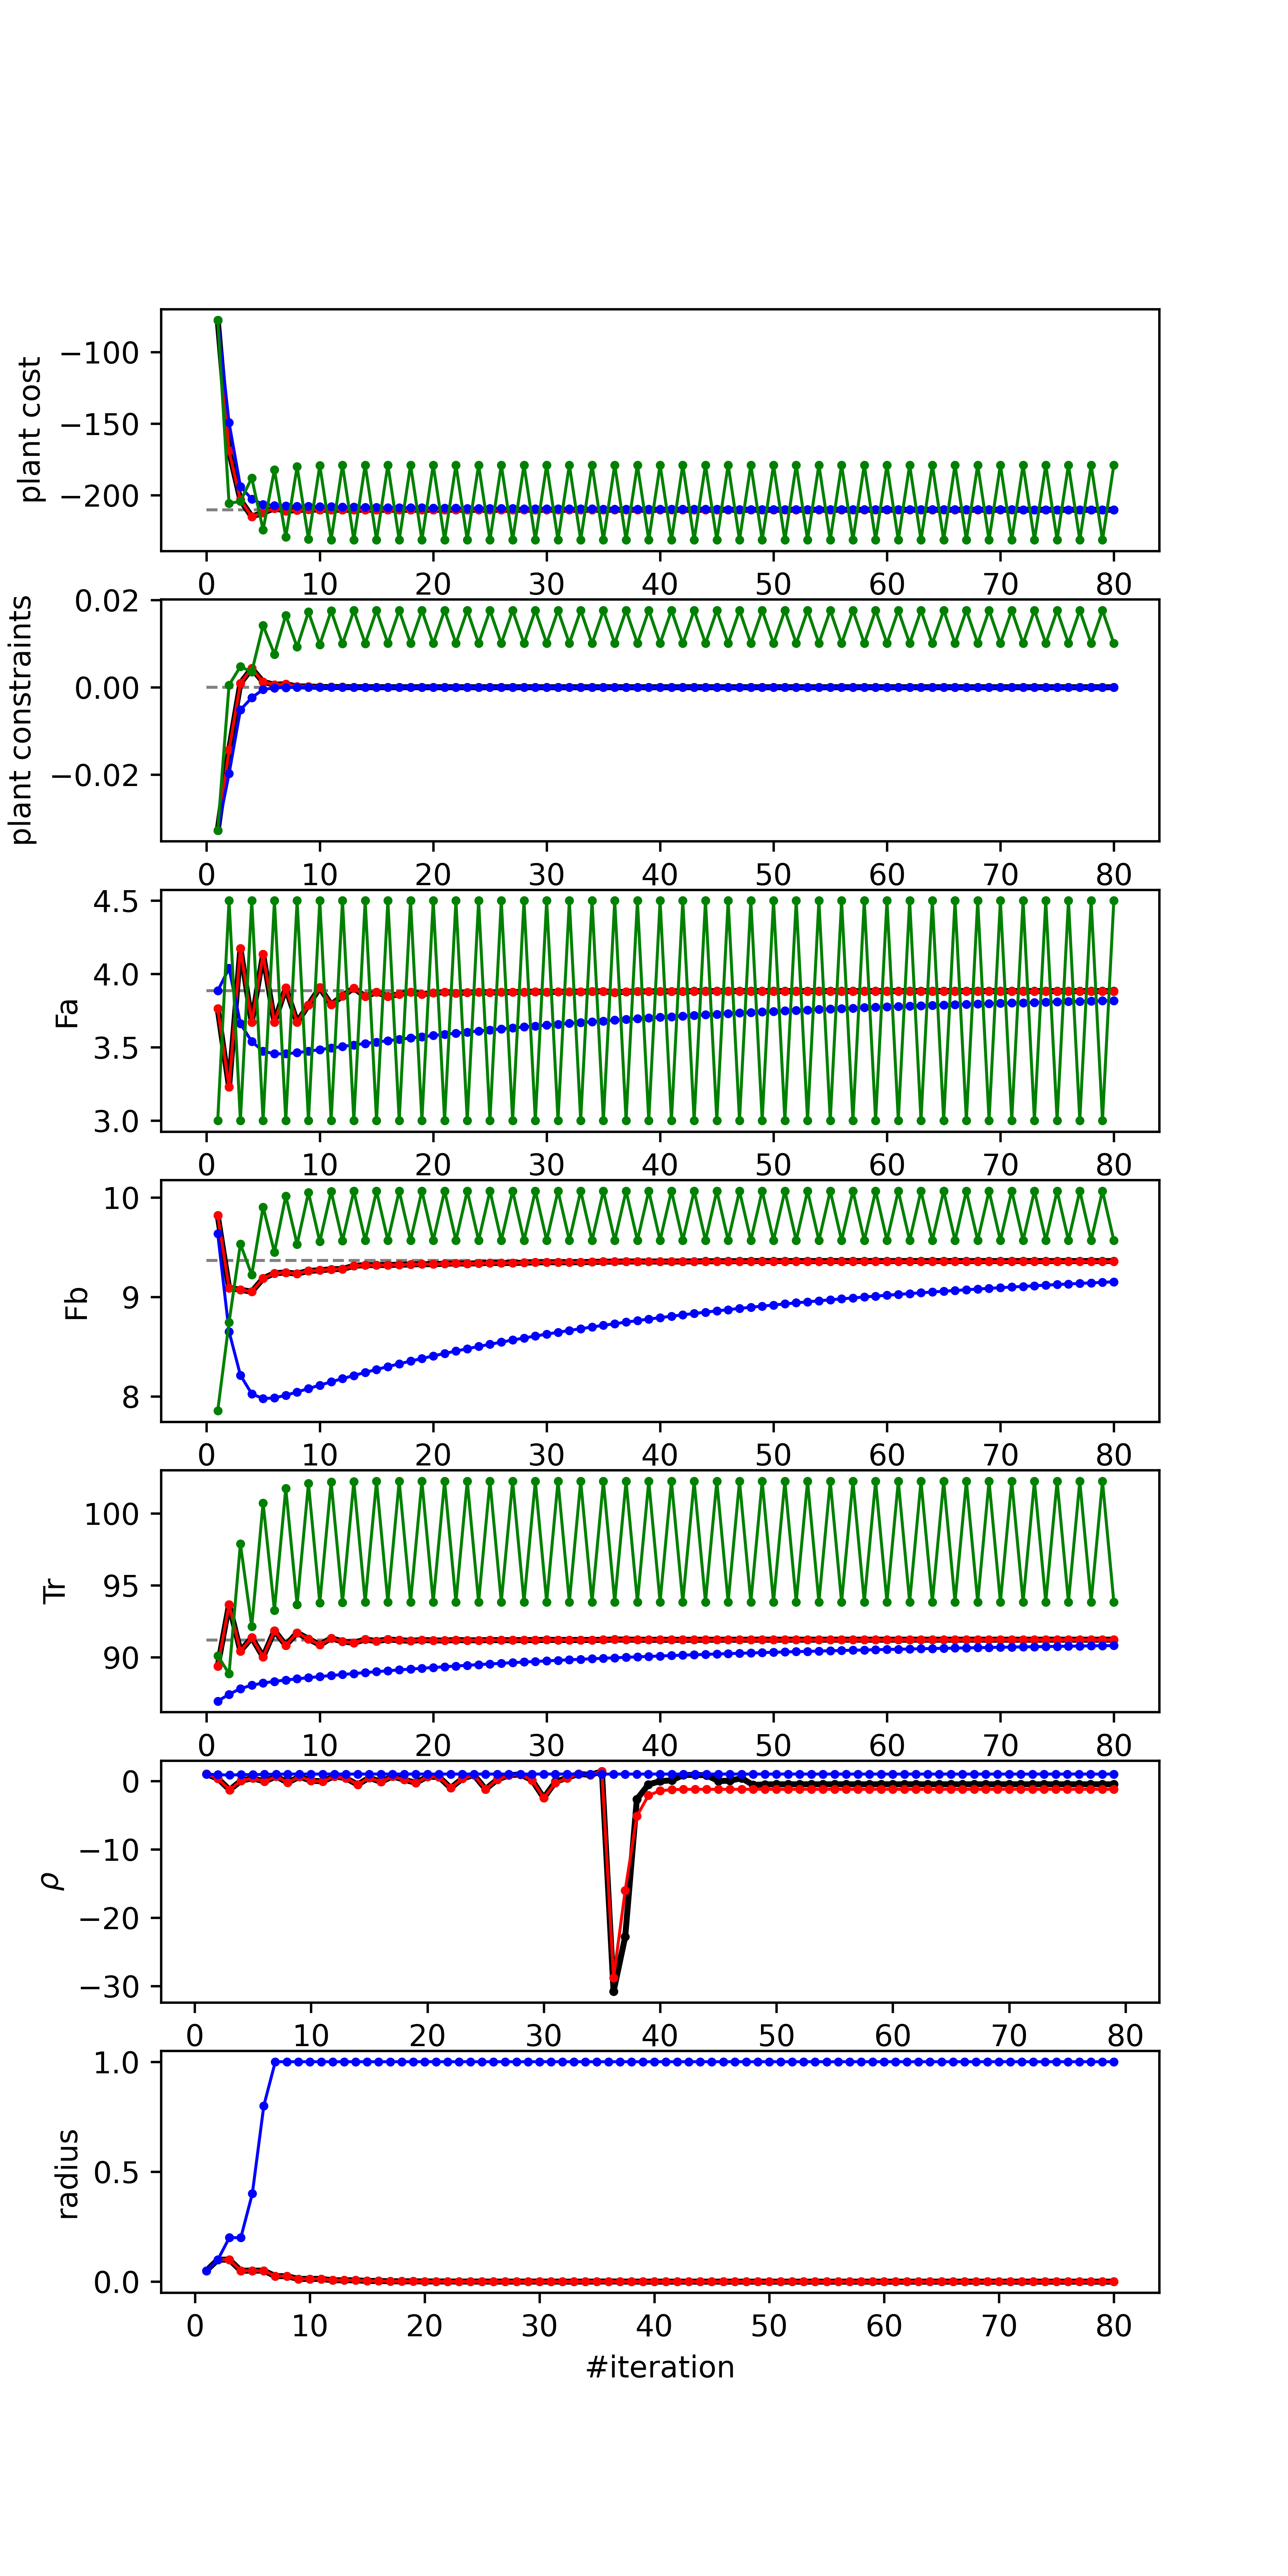 plant cost
−100
−150
−200
0 10 20 30 40 50 60 70 80
plant constraints
0.02
0.00
−0.02
0 10 20 30 40 50 60 70 80
Fa
4.5
4.0
3.5
3.0
0 10 20 30 40 50 60 70 80
Fb
10
9
8
0 10 20 30 40 50 60 70 80
Tr
100
95
90
0 10 20 30 40 50 60 70 80
ρ
0
−10
−20
−30
0 10 20 30 40 50 60 70 80
radius
1.0
0.5
0.0
0 10 20 30 40 50 60 70 80
#iteration